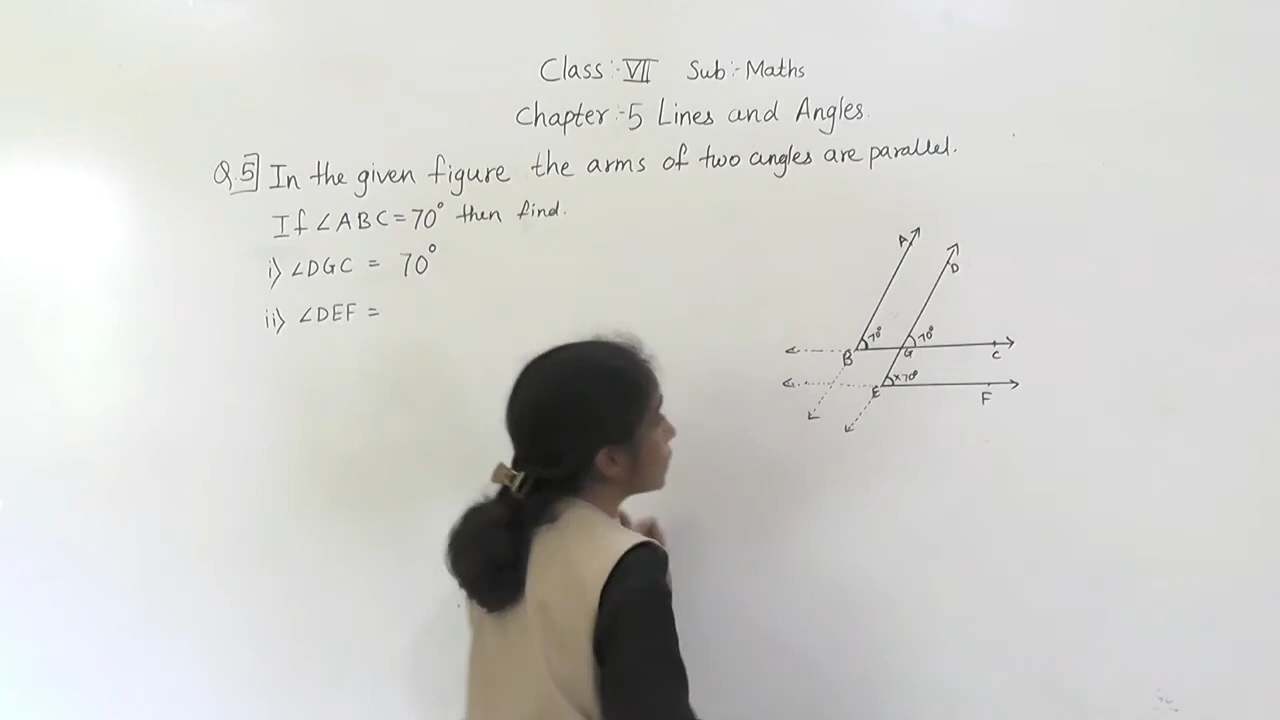 Class:- VII Sub:- Maths
Chapter:-5 Lines and Angles.
Q.5] In the given figure the arms of two angles are parallel.
If ∠ABC = 70° then find.
i) ∠DGC = 70°
ii) ∠DEF =
A
D
70°
70°
B
G
C
x70°
E
F